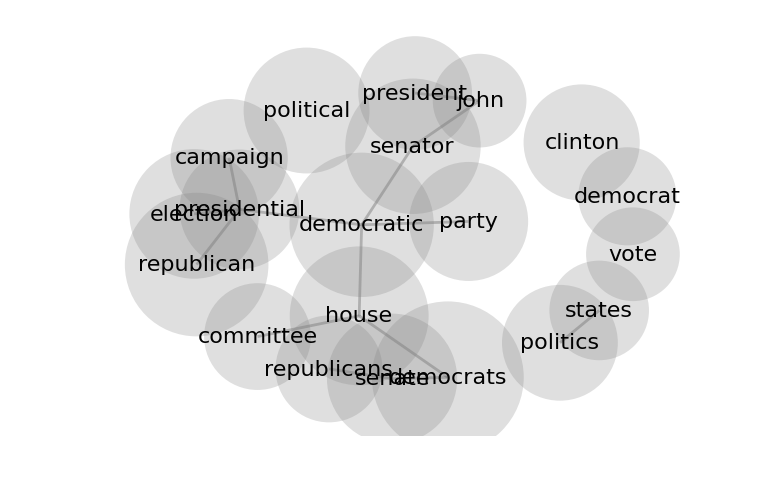 president
john
political
clinton
senator
campaign
democrat
presidential
election
party
democratic
vote
republican
states
house
committee
politics
republicans
senate
democrats